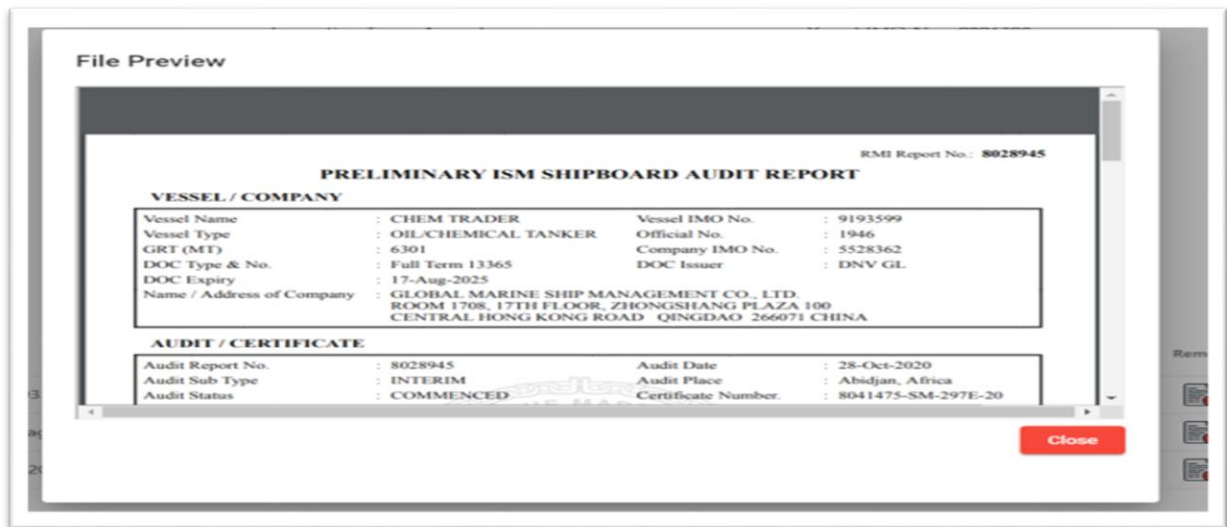 File Preview
RMI Report No.: 8028945
PRELIMINARY ISM SHIPBOARD AUDIT REPORT
VESSEL / COMPANY
Vessel Name : CHEM TRADER Vessel IMO No. : 9193599
Vessel Type : OIL/CHEMICAL TANKER Official No. : 1946
GRT (MT) : 6301 Company IMO No. : 5528362
DOC Type & No. : Full Term 13365 DOC Issuer : DNV GL
DOC Expiry : 17-Aug-2025
Name / Address of Company : GLOBAL MARINE SHIP MANAGEMENT CO., LTD.
ROOM 1708, 17TH FLOOR, ZHONGSHANG PLAZA 100
CENTRAL HONG KONG ROAD QINGDAO 266071 CHINA
AUDIT / CERTIFICATE
Audit Report No. : 8028945 Audit Date : 28-Oct-2020
Audit Sub Type : INTERIM Audit Place : Abidjan, Africa
Audit Status : COMMENCED Certificate Number. : 8041475-SM-297E-20
Rem
Close